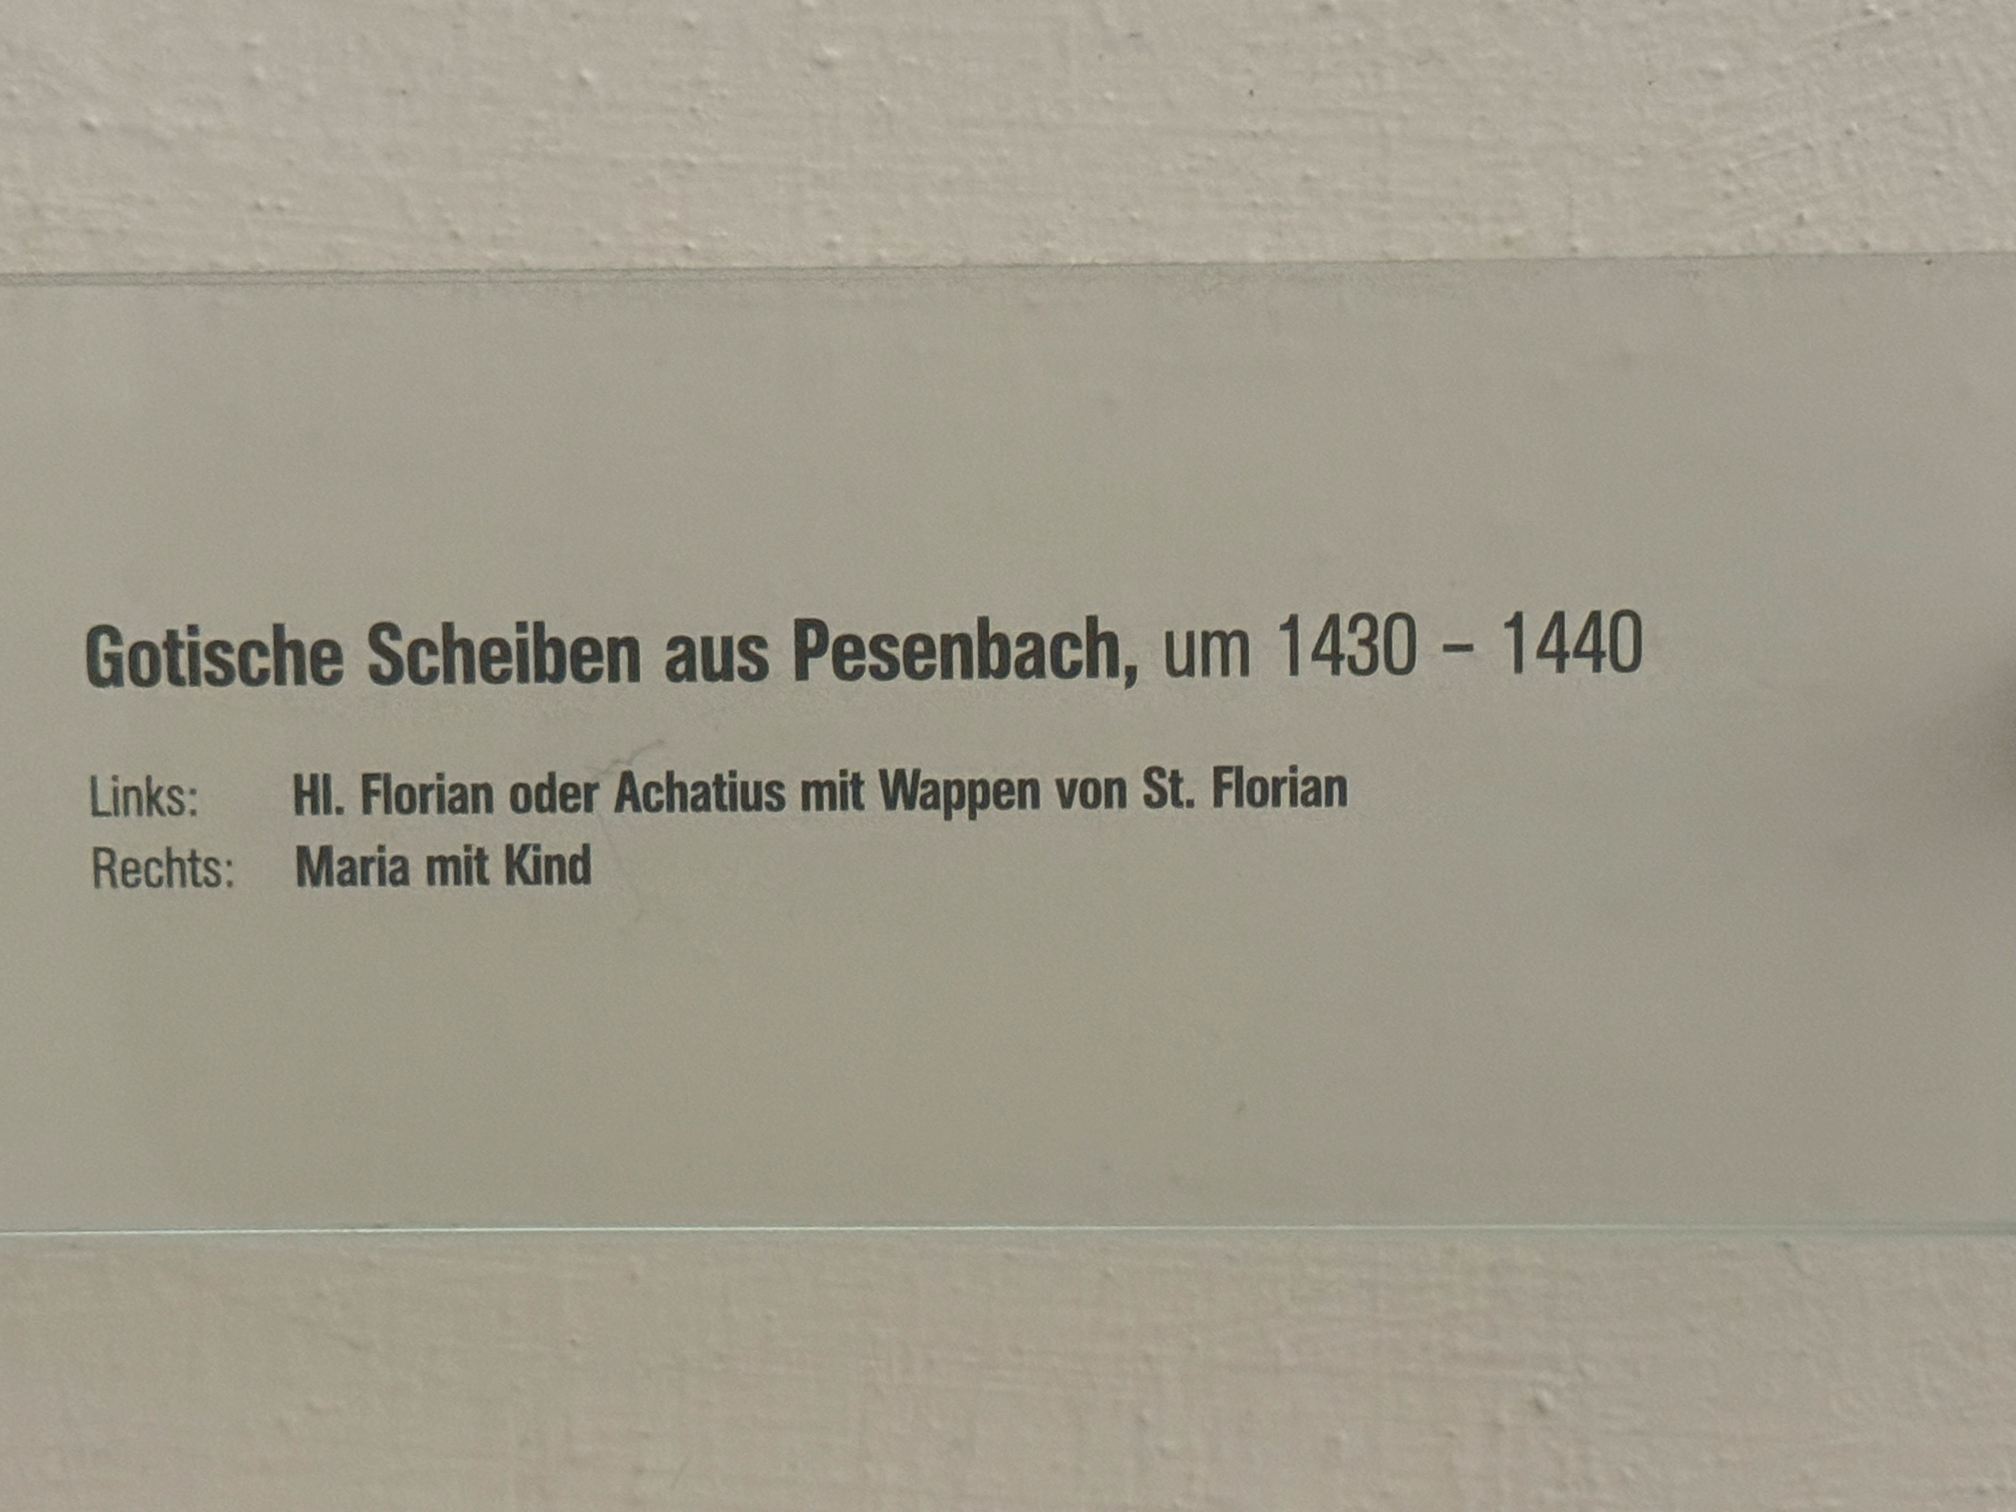 Gotische Scheiben aus Pesenbach, um 1430 – 1440
Links: Hl. Florian oder Achatius mit Wappen von St. Florian
Rechts: Maria mit Kind